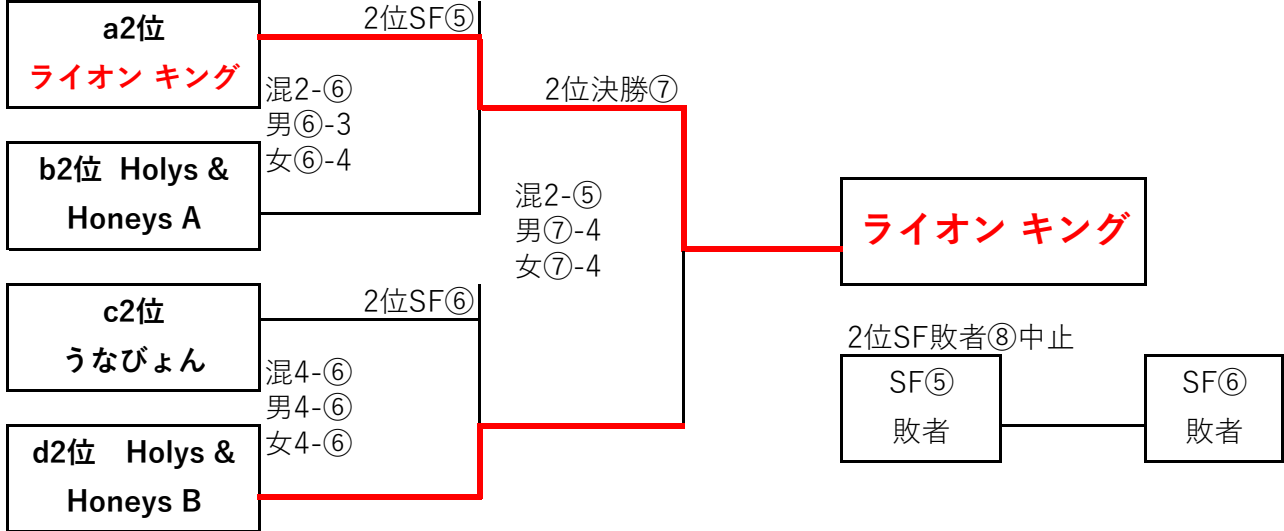 a2位
ライオン キング
2位SF⑤
混2-⑥
男⑥-3
女⑥-4
b2位 Holys &
Honeys A
2位決勝⑦
混2-⑤
男⑦-4
女⑦-4
ライオン キング
c2位
うなぴょん
2位SF⑥
混4-⑥
男4-⑥
女4-⑥
d2位　Holys &
Honeys B
2位SF敗者⑧中止
SF⑤
敗者
SF⑥
敗者